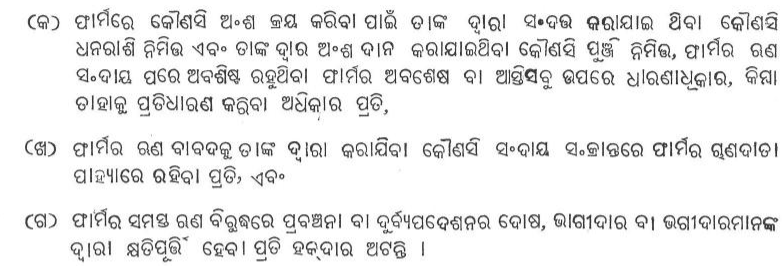 (କ) ଫାର୍ମରେ କୌଣସି ଅଂଶ କ୍ରୟ କରିବା ପାଇଁ ତାଙ୍କ ଦ୍ଵାରା ସଂଦତ୍ତ କରାଯାଇ ଥିବା କୌଣସି
ଧନରାଶି ନିମିତ୍ତ ଏବଂ ତାଙ୍କ ଦ୍ଵାର ଅଂଶ ଦାନ କରାଯାଇଥିବା କୌଣସି ପୁଞ୍ଜି ନିମିତ୍ତ, ଫାର୍ମର ଋଣ
ସଂଦାୟ ପରେ ଅବଶିଷ୍ଟ ରହୁଥିବା ଫାର୍ମର ଅବଶେଷ ବା ଆସ୍ତିସବୁ ଉପରେ ଧାରଣାଧିକାର, କିମ୍ବା
ତାହାକୁ ପ୍ରତିଧାରଣ କରିବା ଅଧିକାର ପ୍ରତି,
(ଖ) ଫାର୍ମର ଋଣ ବାବଦକୁ ତାଙ୍କ ଦ୍ଵାରା କରାଯିବା କୌଣସି ସଂଦାୟ ସଂକ୍ରାନ୍ତରେ ଫାର୍ମର ଋଣଦାତା
ପାହ୍ୟାରେ ରହିବା ପ୍ରତି, ଏବଂ
(ଗ) ଫାର୍ମର ସମସ୍ତ ଋଣ ବିରୁଦ୍ଧରେ ପ୍ରବଞ୍ଚନା ବା ଦୁର୍ବ୍ୟପଦେଶନର ଦୋଷ, ଭାଗୀଦାର ବା ଭଗୀଦାରମାନଙ୍କ
ଦ୍ଵାରା କ୍ଷତିପୂର୍ତ୍ତି ହେବା ପ୍ରତି ହକ୍‌ଦାର ଅଟନ୍ତି ।